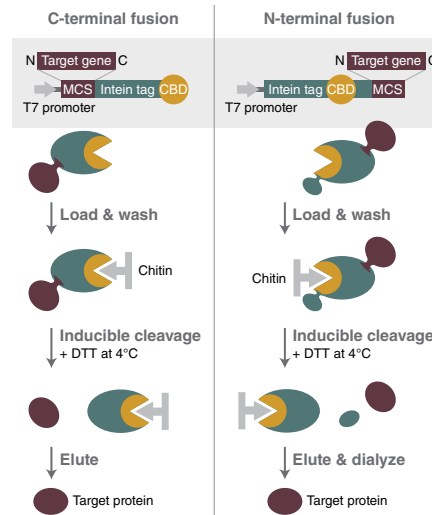 C-terminal fusion
N Target gene C
MCS Intein tag CBD
T7 promoter
Load & wash
Chitin
Inducible cleavage
+ DTT at 4°C
Elute
Target protein
N-terminal fusion
N Target gene C
Intein tag CBD MCS
T7 promoter
Load & wash
Chitin
Inducible cleavage
+ DTT at 4°C
Elute & dialyze
Target protein